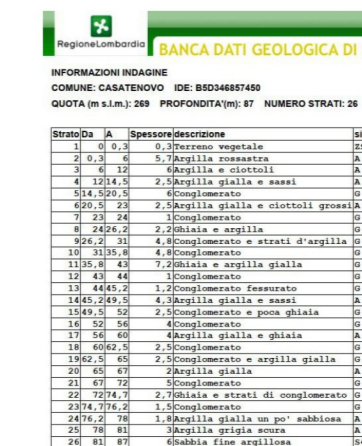 RegioneLombardia
BANCA DATI GEOLOGICA DI
INFORMAZIONI INDAGINE
COMUNE: CASATENOVO IDE: B5D346857450
QUOTA (m s.l.m.): 269 PROFONDITA'(m): 87 NUMERO STRATI: 26
Strato Da A Spessore descrizione si
1 0 0,3 0,3 Terreno vegetale ZS
2 0,3 6 5,7 Argilla rossastra A
3 6 12 6 Argilla e ciottoli A
4 12 14,5 2,5 Argilla gialla e sassi A
5 14,5 20,5 6 Conglomerato G
6 20,5 23 2,5 Argilla gialla e ciottoli grossi A
7 23 24 1 Conglomerato G
8 24 26,2 2,2 Ghiaia e argilla G
9 26,2 31 4,8 Conglomerato e strati d'argilla G
10 31 35,8 4,8 Conglomerato G
11 35,8 43 7,2 Ghiaia e argilla gialla G
12 43 44 1 Conglomerato G
13 44 45,2 1,2 Conglomerato fessurato G
14 45,2 49,5 4,3 Argilla gialla e sassi A
15 49,5 52 2,5 Conglomerato e poca ghiaia G
16 52 56 4 Conglomerato G
17 56 60 4 Argilla gialla e ghiaia A
18 60 62,5 2,5 Conglomerato G
19 62,5 65 2,5 Conglomerato e argilla gialla G
20 65 67 2 Argilla gialla A
21 67 72 5 Conglomerato G
22 72 74,7 2,7 Ghiaia e strati di conglomerato G
23 74,7 76,2 1,5 Conglomerato G
24 76,2 78 1,8 Argilla gialla un po' sabbiosa A
25 78 81 3 Argilla grigia scura A
26 81 87 6 Sabbia fine argillosa